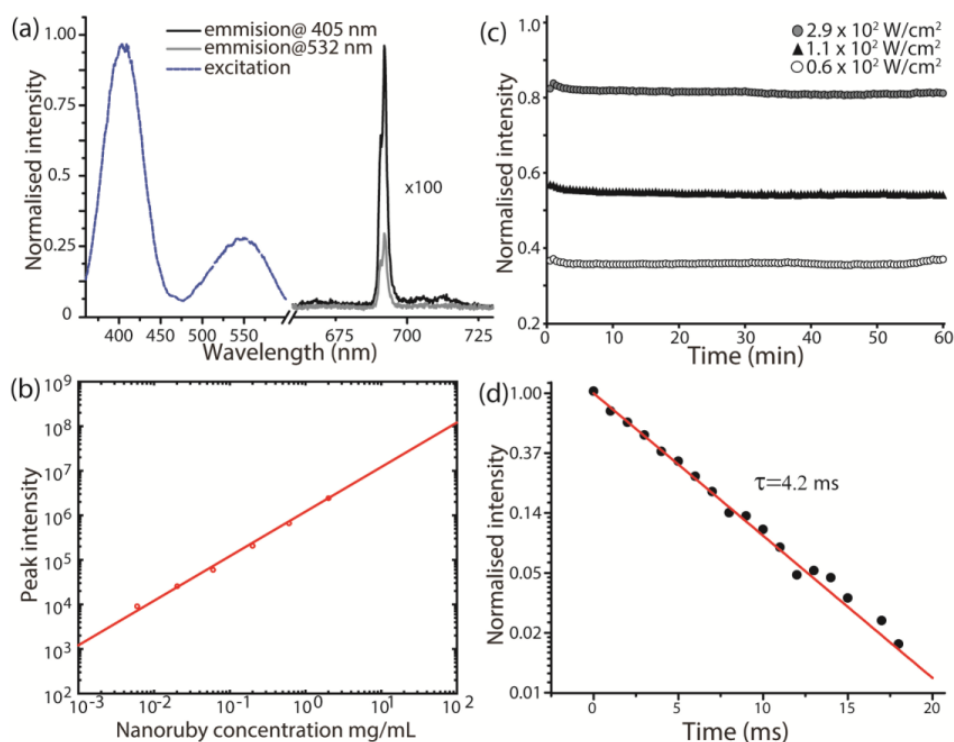 (a)
emmision@ 405 nm
emmision@532 nm
excitation
x100
Normalised intensity
1.00
0.75
0.5
0.25
0
400 450 500 550 675 700 725
Wavelength (nm)
(c)
2.9 x 10² W/cm²
1.1 x 10² W/cm²
0.6 x 10² W/cm²
Normalised intensity
1.0
0.8
0.6
0.4
0.2
0 10 20 30 40 50 60
Time (min)
(b)
Peak intensity
10⁹
10⁸
10⁷
10⁶
10⁵
10⁴
10³
10²
10⁻³ 10⁻² 10⁻¹ 10⁰ 10¹ 10²
Nanoruby concentration mg/mL
(d)
τ=4.2 ms
Normalised intensity
1.00
0.37
0.14
0.05
0.02
0.01
0 5 10 15 20
Time (ms)